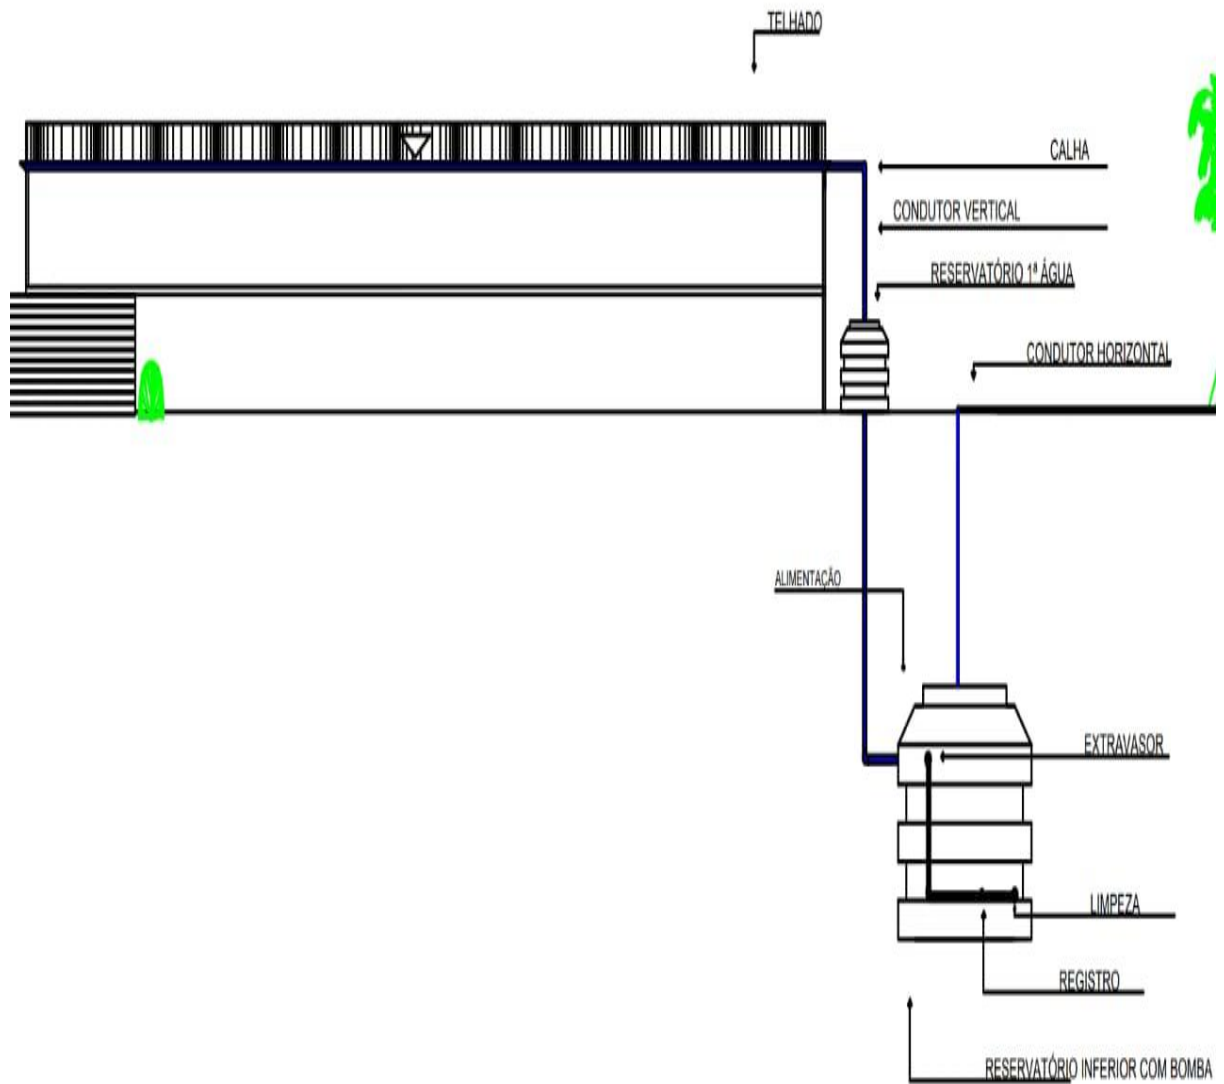 TELHADO
CALHA
CONDUTOR VERTICAL
RESERVATÓRIO 1ª ÁGUA
CONDUTOR HORIZONTAL
ALIMENTAÇÃO
EXTRAVASOR
LIMPEZA
REGISTRO
RESERVATÓRIO INFERIOR COM BOMBA